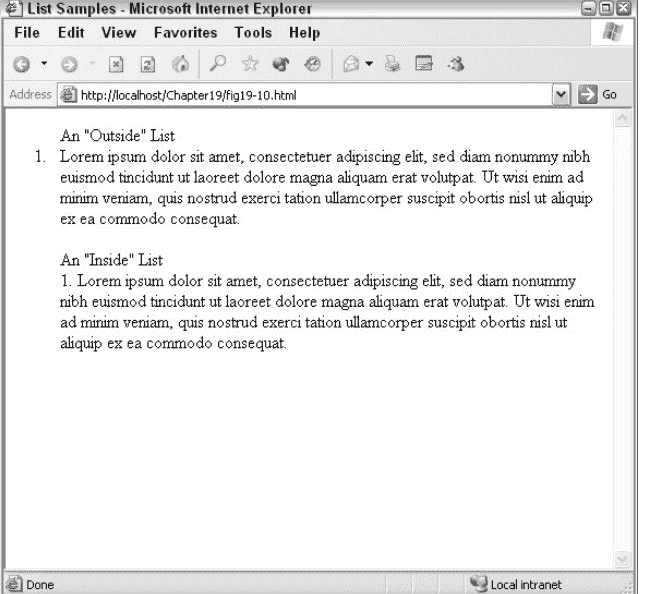 List Samples - Microsoft Internet Explorer
File Edit View Favorites Tools Help
Address http://localhost/Chapter19/fig19-10.html Go
An "Outside" List
1. Lorem ipsum dolor sit amet, consectetuer adipiscing elit, sed diam nonummy nibh
euismod tincidunt ut laoreet dolore magna aliquam erat volutpat. Ut wisi enim ad
minim veniam, quis nostrud exerci tation ullamcorper suscipit obortis nisl ut aliquip
ex ea commodo consequat.
An "Inside" List
1. Lorem ipsum dolor sit amet, consectetuer adipiscing elit, sed diam nonummy
nibh euismod tincidunt ut laoreet dolore magna aliquam erat volutpat. Ut wisi enim
ad minim veniam, quis nostrud exerci tation ullamcorper suscipit obortis nisl ut
aliquip ex ea commodo consequat.
Done Local intranet